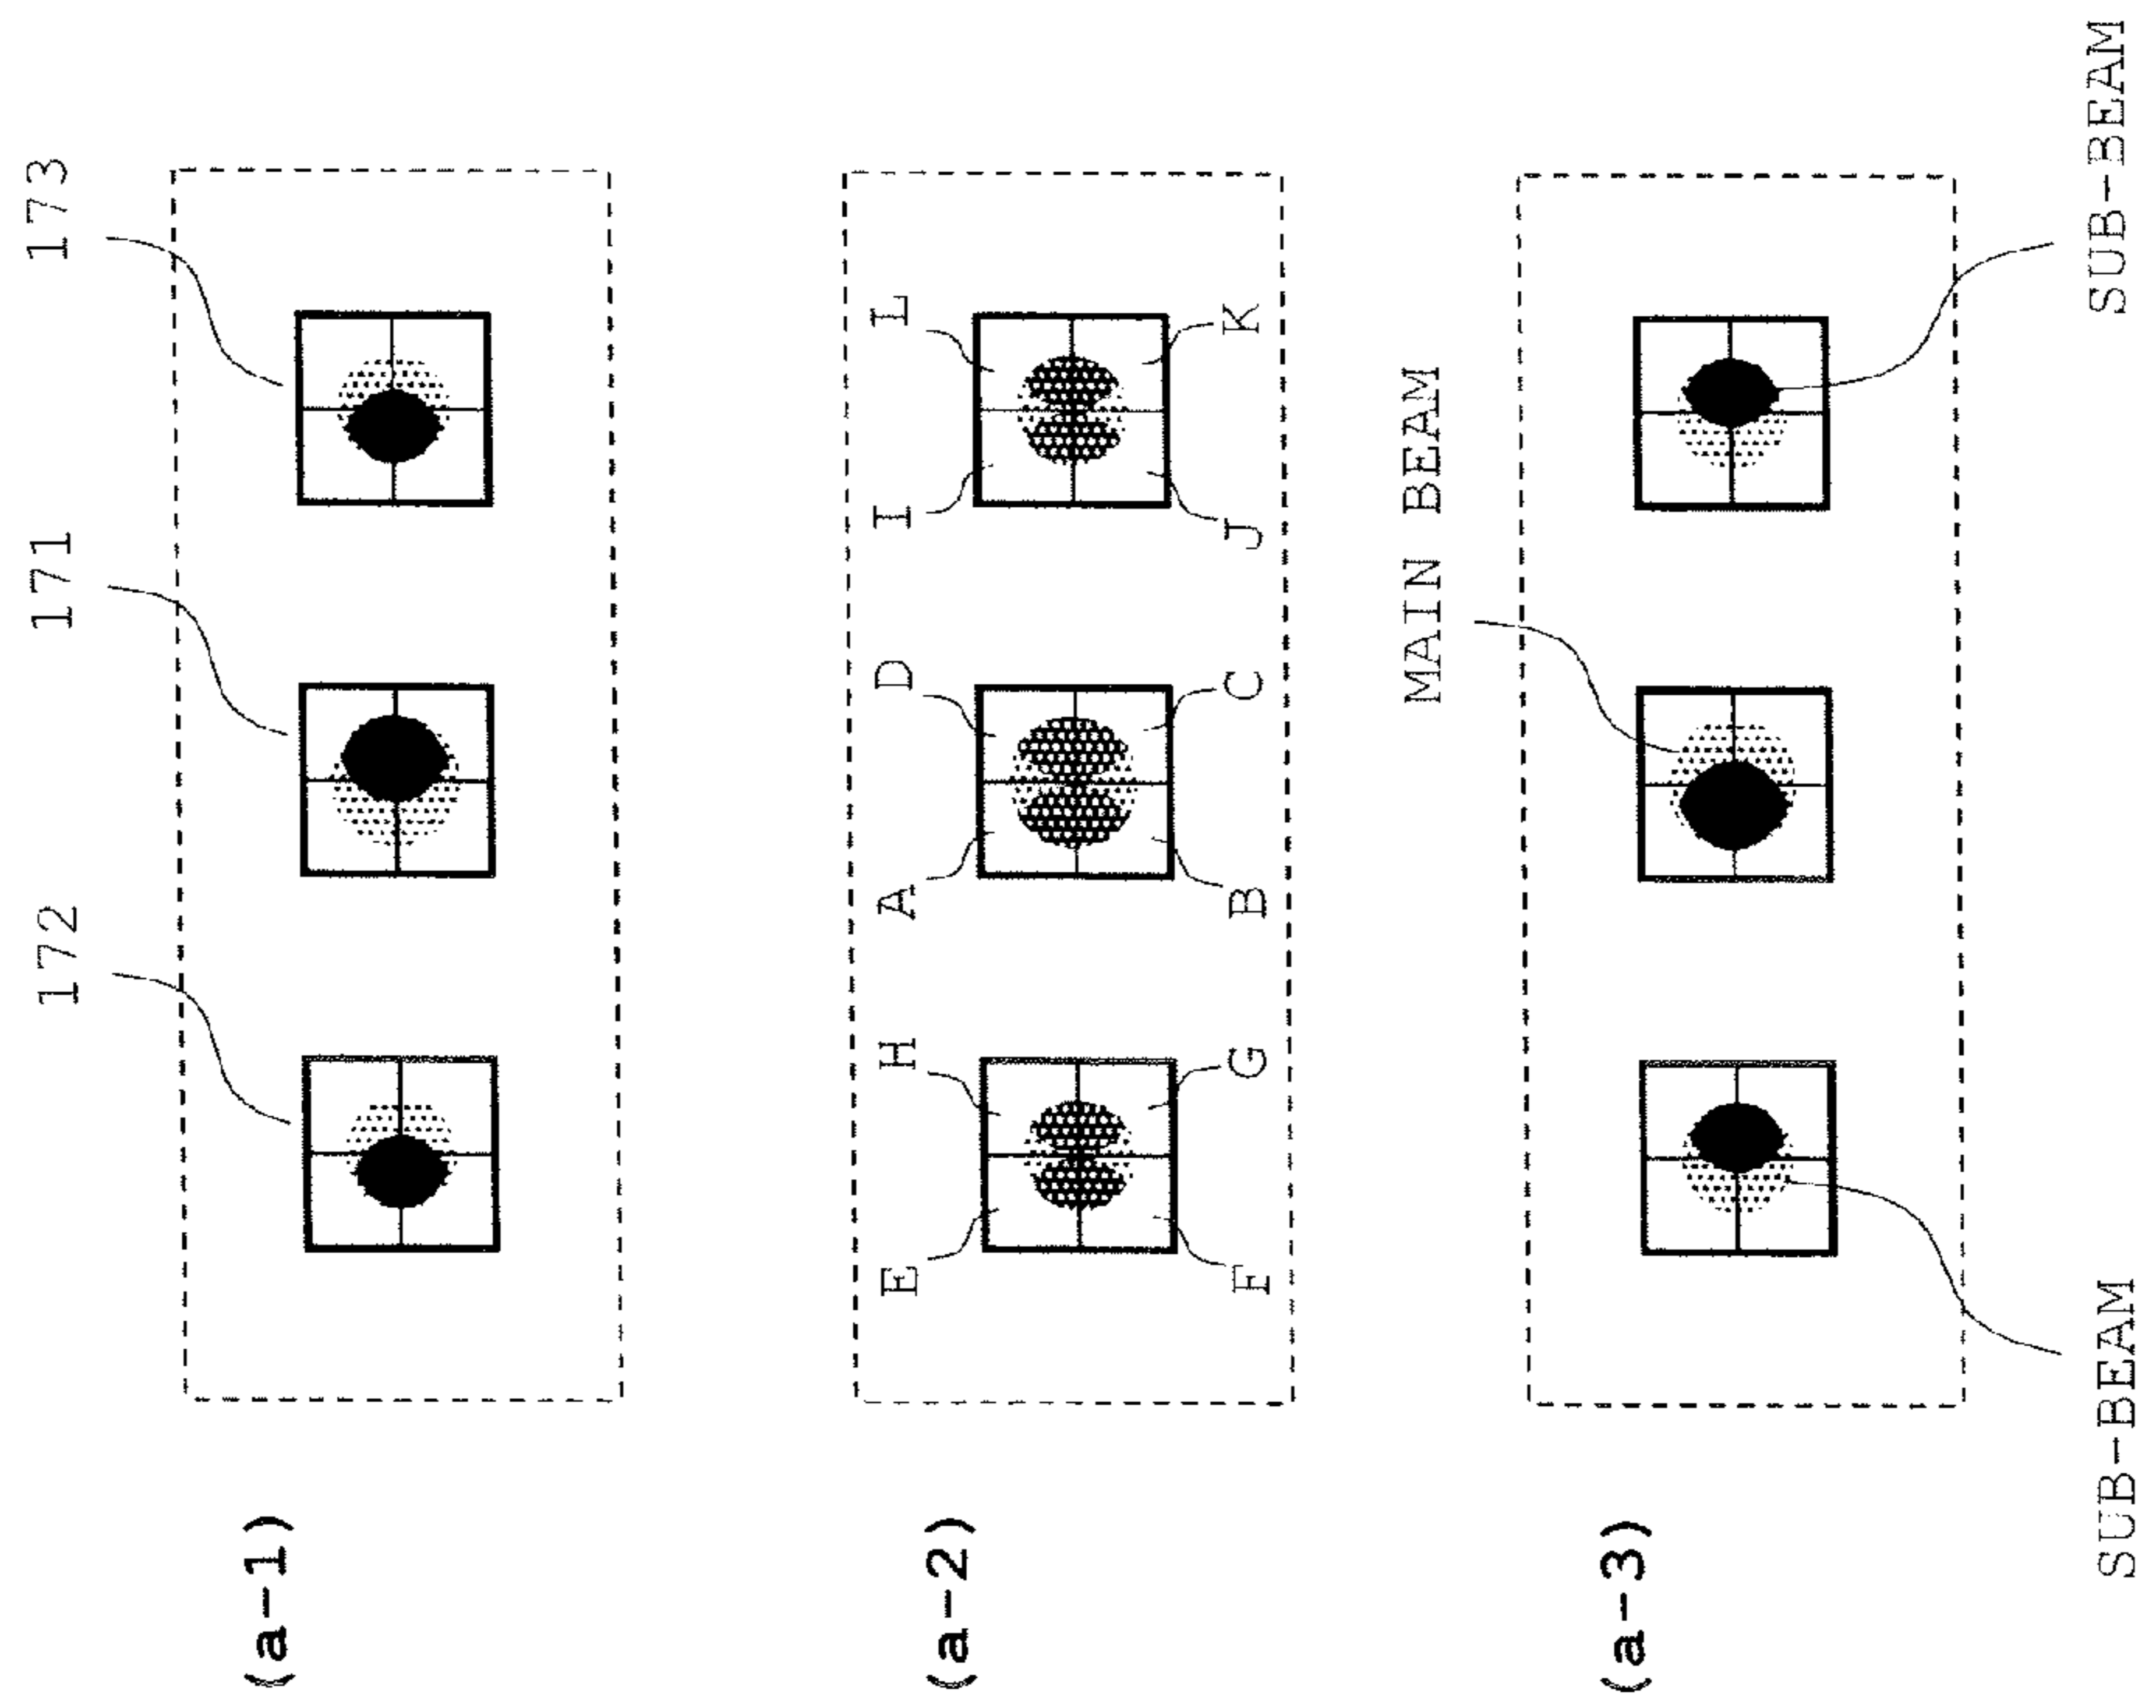 172 171 173
(a-1)
E H A D I L
(a-2)
F G B C J K
MAIN BEAM
(a-3)
SUB-BEAM SUB-BEAM